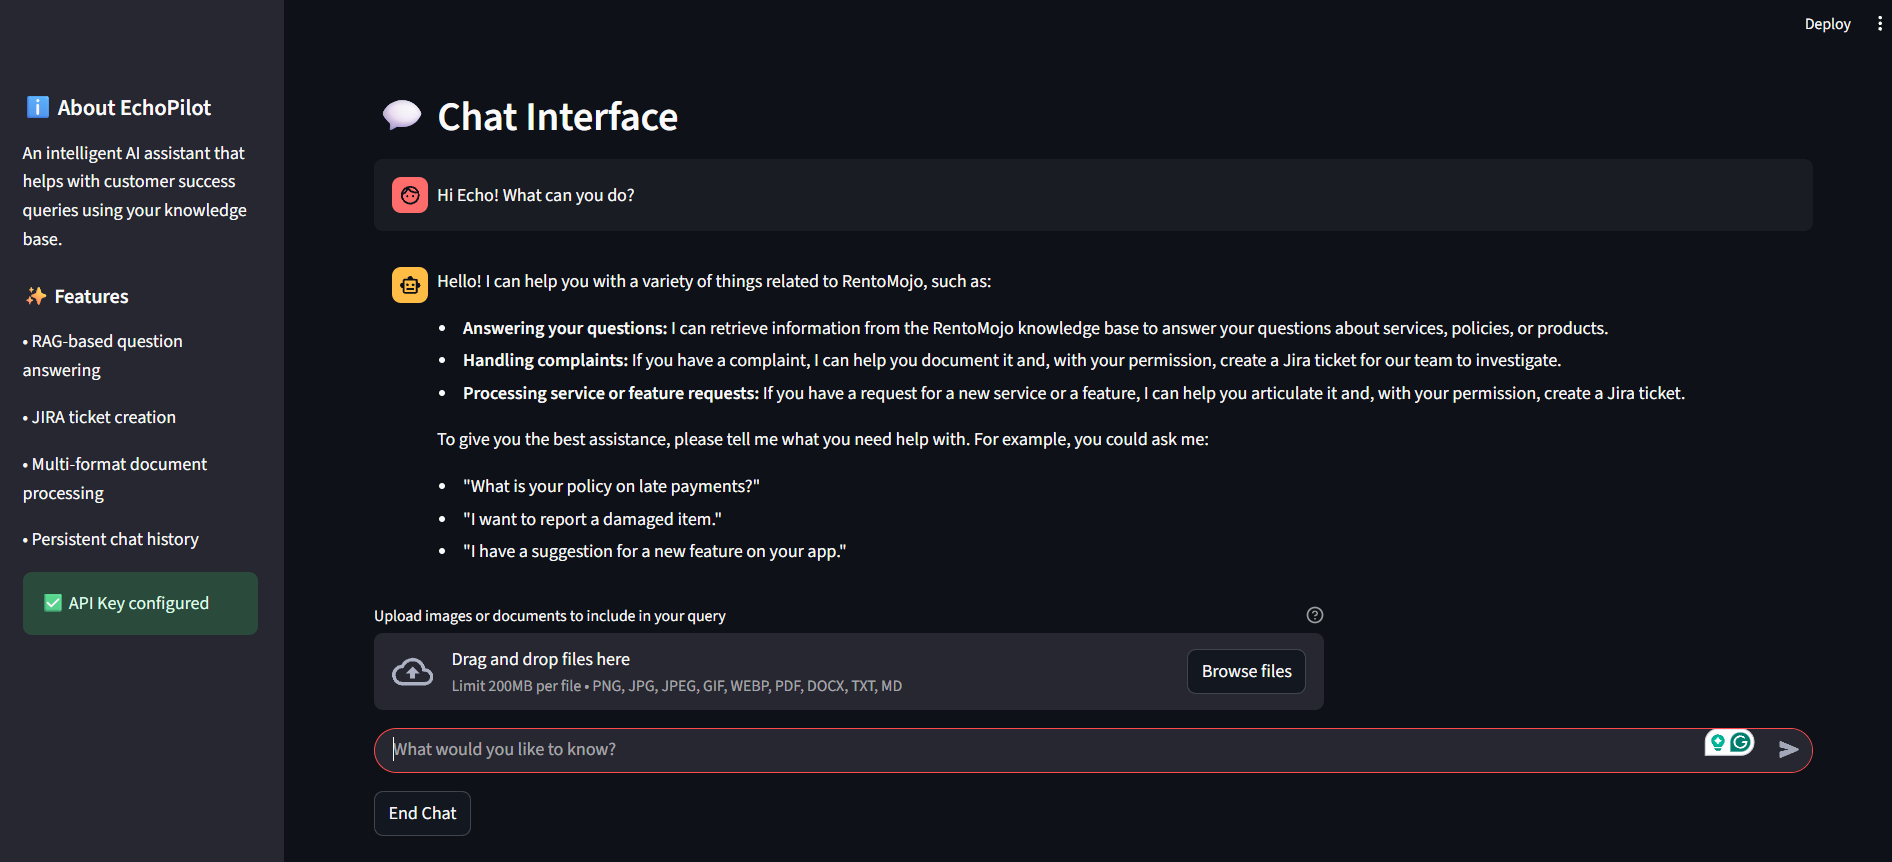 Deploy
About EchoPilot
An intelligent AI assistant that
helps with customer success
queries using your knowledge
base.
Features
• RAG-based question
answering
• JIRA ticket creation
• Multi-format document
processing
• Persistent chat history
API Key configured
Chat Interface
Hi Echo! What can you do?
Hello! I can help you with a variety of things related to RentoMojo, such as:
• Answering your questions: I can retrieve information from the RentoMojo knowledge base to answer your questions about services, policies, or products.
• Handling complaints: If you have a complaint, I can help you document it and, with your permission, create a Jira ticket for our team to investigate.
• Processing service or feature requests: If you have a request for a new service or a feature, I can help you articulate it and, with your permission, create a Jira ticket.
To give you the best assistance, please tell me what you need help with. For example, you could ask me:
• "What is your policy on late payments?"
• "I want to report a damaged item."
• "I have a suggestion for a new feature on your app."
Upload images or documents to include in your query
Drag and drop files here
Limit 200MB per file • PNG, JPG, JPEG, GIF, WEBP, PDF, DOCX, TXT, MD
Browse files
What would you like to know?
End Chat